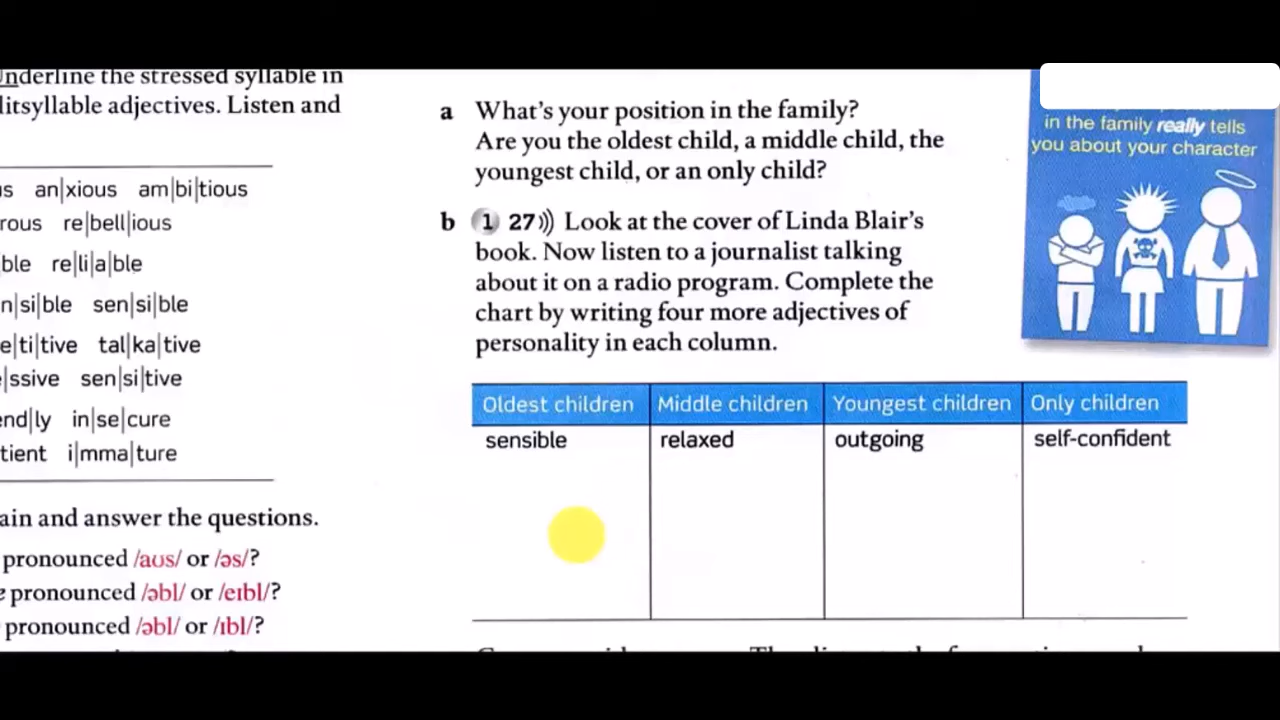 Underline the stressed syllable in
litsyllable adjectives. Listen and
us an|xious am|bi|tious
rous re|bell|ious
ble re|li|a|ble
n|si|ble sen|si|ble
e|ti|tive tal|ka|tive
e|ssive sen|si|tive
end|ly in|se|cure
tient i|mma|ture
ain and answer the questions.
pronounced /aʊs/ or /əs/?
e pronounced /əbl/ or /eɪbl/?
pronounced /əbl/ or /ɪbl/?
a What's your position in the family?
Are you the oldest child, a middle child, the
youngest child, or an only child?
b 1 27))) Look at the cover of Linda Blair's
book. Now listen to a journalist talking
about it on a radio program. Complete the
chart by writing four more adjectives of
personality in each column.
in the family really tells
you about your character
Oldest children Middle children Youngest children Only children
sensible relaxed outgoing self-confident